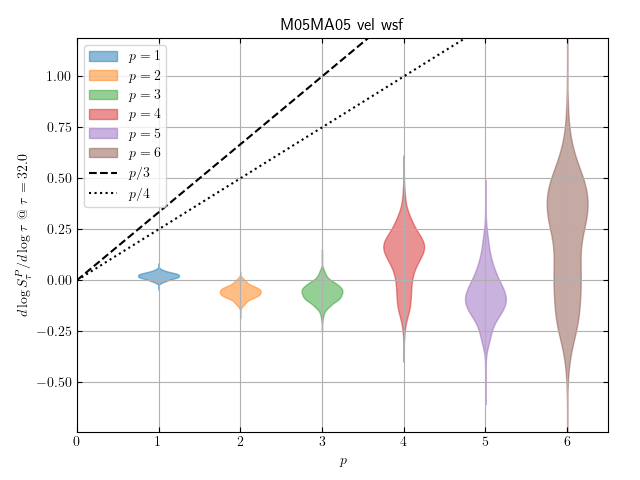 M05MA05 vel wsf
d log S_τ^P / d log τ @ τ = 32.0
1.00
0.75
0.50
0.25
0.00
−0.25
−0.50
p = 1
p = 2
p = 3
p = 4
p = 5
p = 6
p/3
p/4
0 1 2 3 4 5 6
p